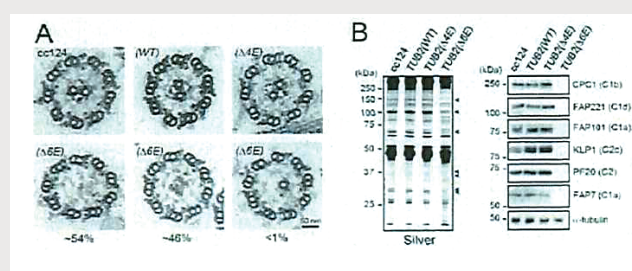 A
cc124 (WT) (Δ4E)
(Δ6E) (Δ6E) (Δ6E)
50 nm
~54% ~46% <1%
B
cc124
TUB2(WT)
TUB2(Δ4E)
TUB2(Δ6E)
(kDa)
250
150
100
75
50
37
25
Silver
cc124
TUB2(WT)
TUB2(Δ4E)
TUB2(Δ6E)
(kDa)
250 CPC1 (C1b)
100 FAP221 (C1d)
75 FAP101 (C1a)
75 KLP1 (C2c)
75 PF20 (C2)
50 FAP7 (C1a)
50 α-tubulin